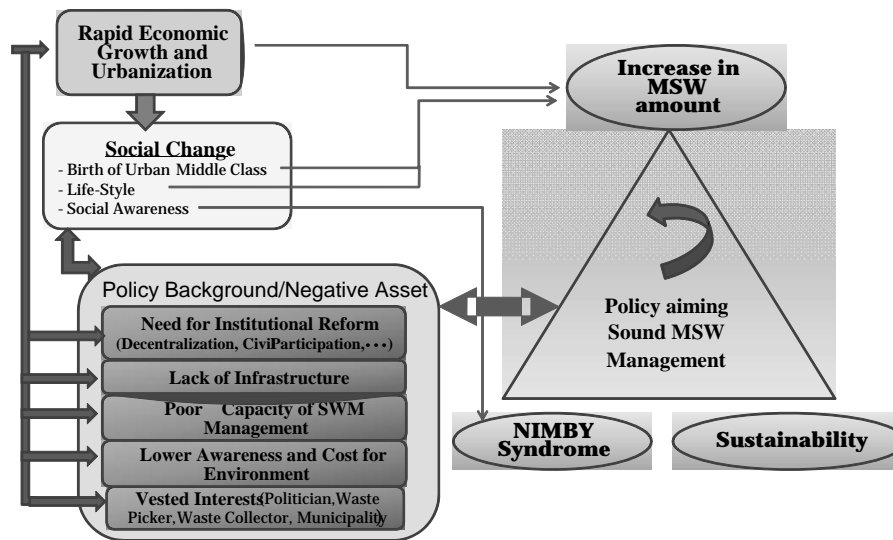 Rapid Economic
Growth and
Urbanization
Increase in
MSW
amount
Social Change
- Birth of Urban Middle Class
- Life-Style
- Social Awareness
Policy Background/Negative Asset
Need for Institutional Reform
(Decentralization, CiviParticipation,···)
Lack of Infrastructure
Poor Capacity of SWM
Management
Lower Awareness and Cost for
Environment
Vested Interests(Politician,Waste
Picker,Waste Collector, Municipality)
Policy aiming
Sound MSW
Management
NIMBY
Syndrome
Sustainability